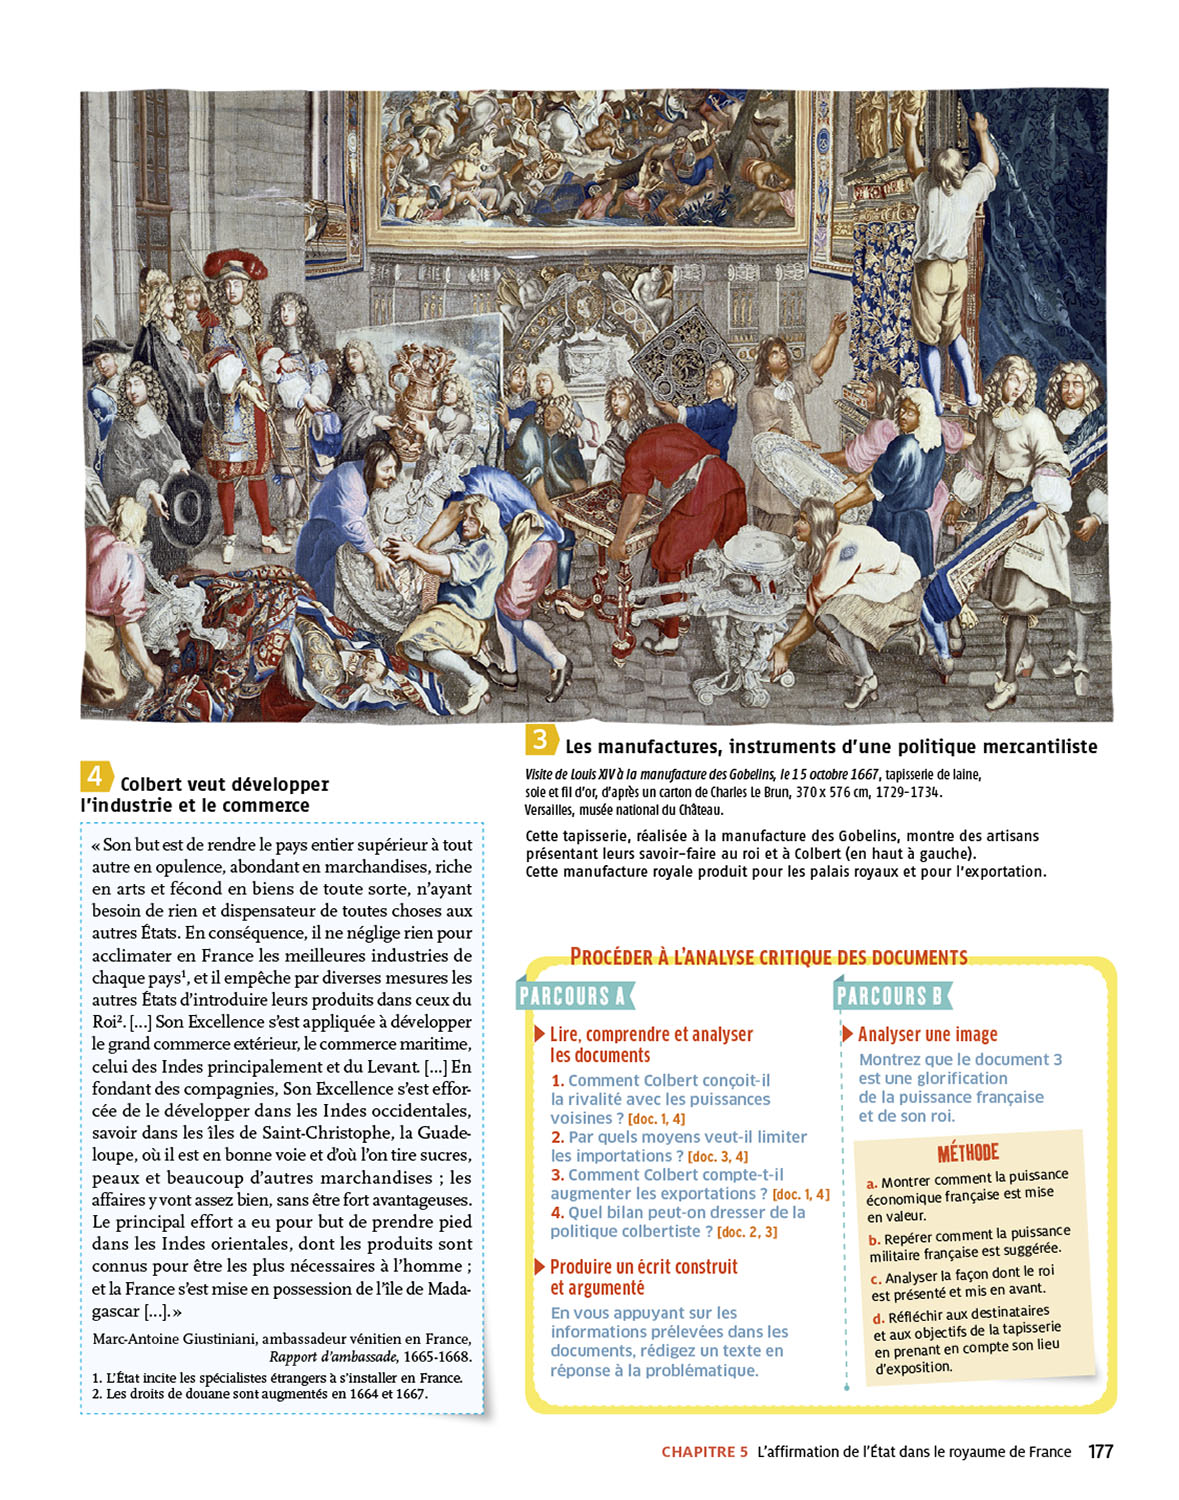 3 Les manufactures, instruments d'une politique mercantiliste
Visite de Louis XIV à la manufacture des Gobelins, le 15 octobre 1667, tapisserie de laine,
soie et fil d'or, d'après un carton de Charles Le Brun, 370 x 576 cm, 1729-1734.
Versailles, musée national du Château.
Cette tapisserie, réalisée à la manufacture des Gobelins, montre des artisans
présentant leurs savoir-faire au roi et à Colbert (en haut à gauche).
Cette manufacture royale produit pour les palais royaux et pour l'exportation.
4 Colbert veut développer
l'industrie et le commerce
« Son but est de rendre le pays entier supérieur à tout
autre en opulence, abondant en marchandises, riche
en arts et fécond en biens de toute sorte, n'ayant
besoin de rien et dispensateur de toutes choses aux
autres États. En conséquence, il ne néglige rien pour
acclimater en France les meilleures industries de
chaque pays¹, et il empêche par diverses mesures les
autres États d'introduire leurs produits dans ceux du
Roi². [...] Son Excellence s'est appliquée à développer
le grand commerce extérieur, le commerce maritime,
celui des Indes principalement et du Levant. [...] En
fondant des compagnies, Son Excellence s'est effor-
cée de le développer dans les Indes occidentales,
savoir dans les îles de Saint-Christophe, la Guade-
loupe, où il est en bonne voie et d'où l'on tire sucres,
peaux et beaucoup d'autres marchandises ; les
affaires y vont assez bien, sans être fort avantageuses.
Le principal effort a eu pour but de prendre pied
dans les Indes orientales, dont les produits sont
connus pour être les plus nécessaires à l'homme ;
et la France s'est mise en possession de l'île de Mada-
gascar [...]. »
Marc-Antoine Giustiniani, ambassadeur vénitien en France,
Rapport d'ambassade, 1665-1668.
1. L'État incite les spécialistes étrangers à s'installer en France.
2. Les droits de douane sont augmentés en 1664 et 1667.
PROCÉDER À L'ANALYSE CRITIQUE DES DOCUMENTS
PARCOURS A
Lire, comprendre et analyser
les documents
1. Comment Colbert conçoit-il
la rivalité avec les puissances
voisines ? [doc. 1, 4]
2. Par quels moyens veut-il limiter
les importations ? [doc. 3, 4]
3. Comment Colbert compte-t-il
augmenter les exportations ? [doc. 1, 4]
4. Quel bilan peut-on dresser de la
politique colbertiste ? [doc. 2, 3]
Produire un écrit construit
et argumenté
En vous appuyant sur les
informations prélevées dans les
documents, rédigez un texte en
réponse à la problématique.
PARCOURS B
Analyser une image
Montrez que le document 3
est une glorification
de la puissance française
et de son roi.
MÉTHODE
a. Montrer comment la puissance
économique française est mise
en valeur.
b. Repérer comment la puissance
militaire française est suggérée.
c. Analyser la façon dont le roi
est présenté et mis en avant.
d. Réfléchir aux destinataires
et aux objectifs de la tapisserie
en prenant en compte son lieu
d'exposition.
CHAPITRE 5 L'affirmation de l'État dans le royaume de France 177